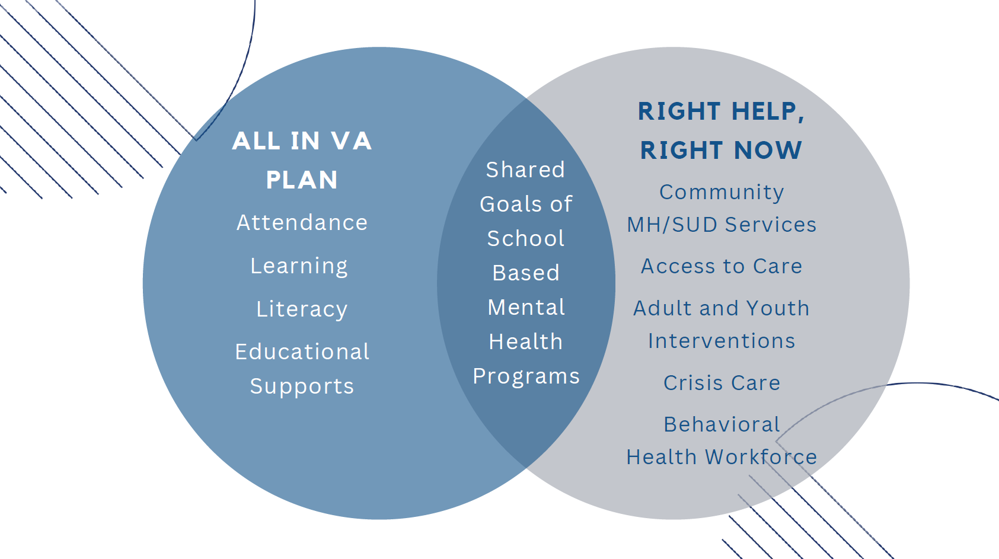 ALL IN VA
PLAN
Attendance
Learning
Literacy
Educational
Supports
Shared
Goals of
School
Based
Mental
Health
Programs
RIGHT HELP,
RIGHT NOW
Community
MH/SUD Services
Access to Care
Adult and Youth
Interventions
Crisis Care
Behavioral
Health Workforce